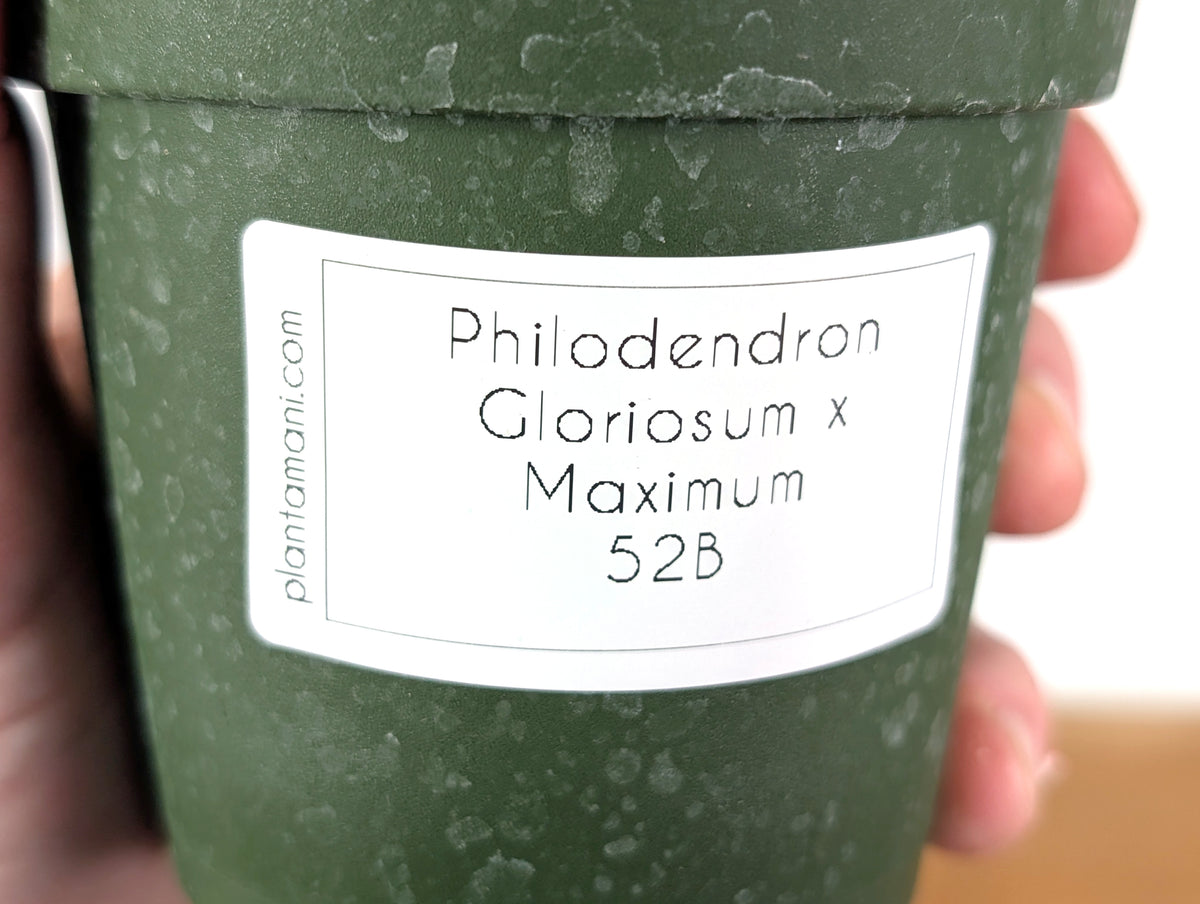 plantamani.com
Philodendron
Gloriosum x
Maximum
52B